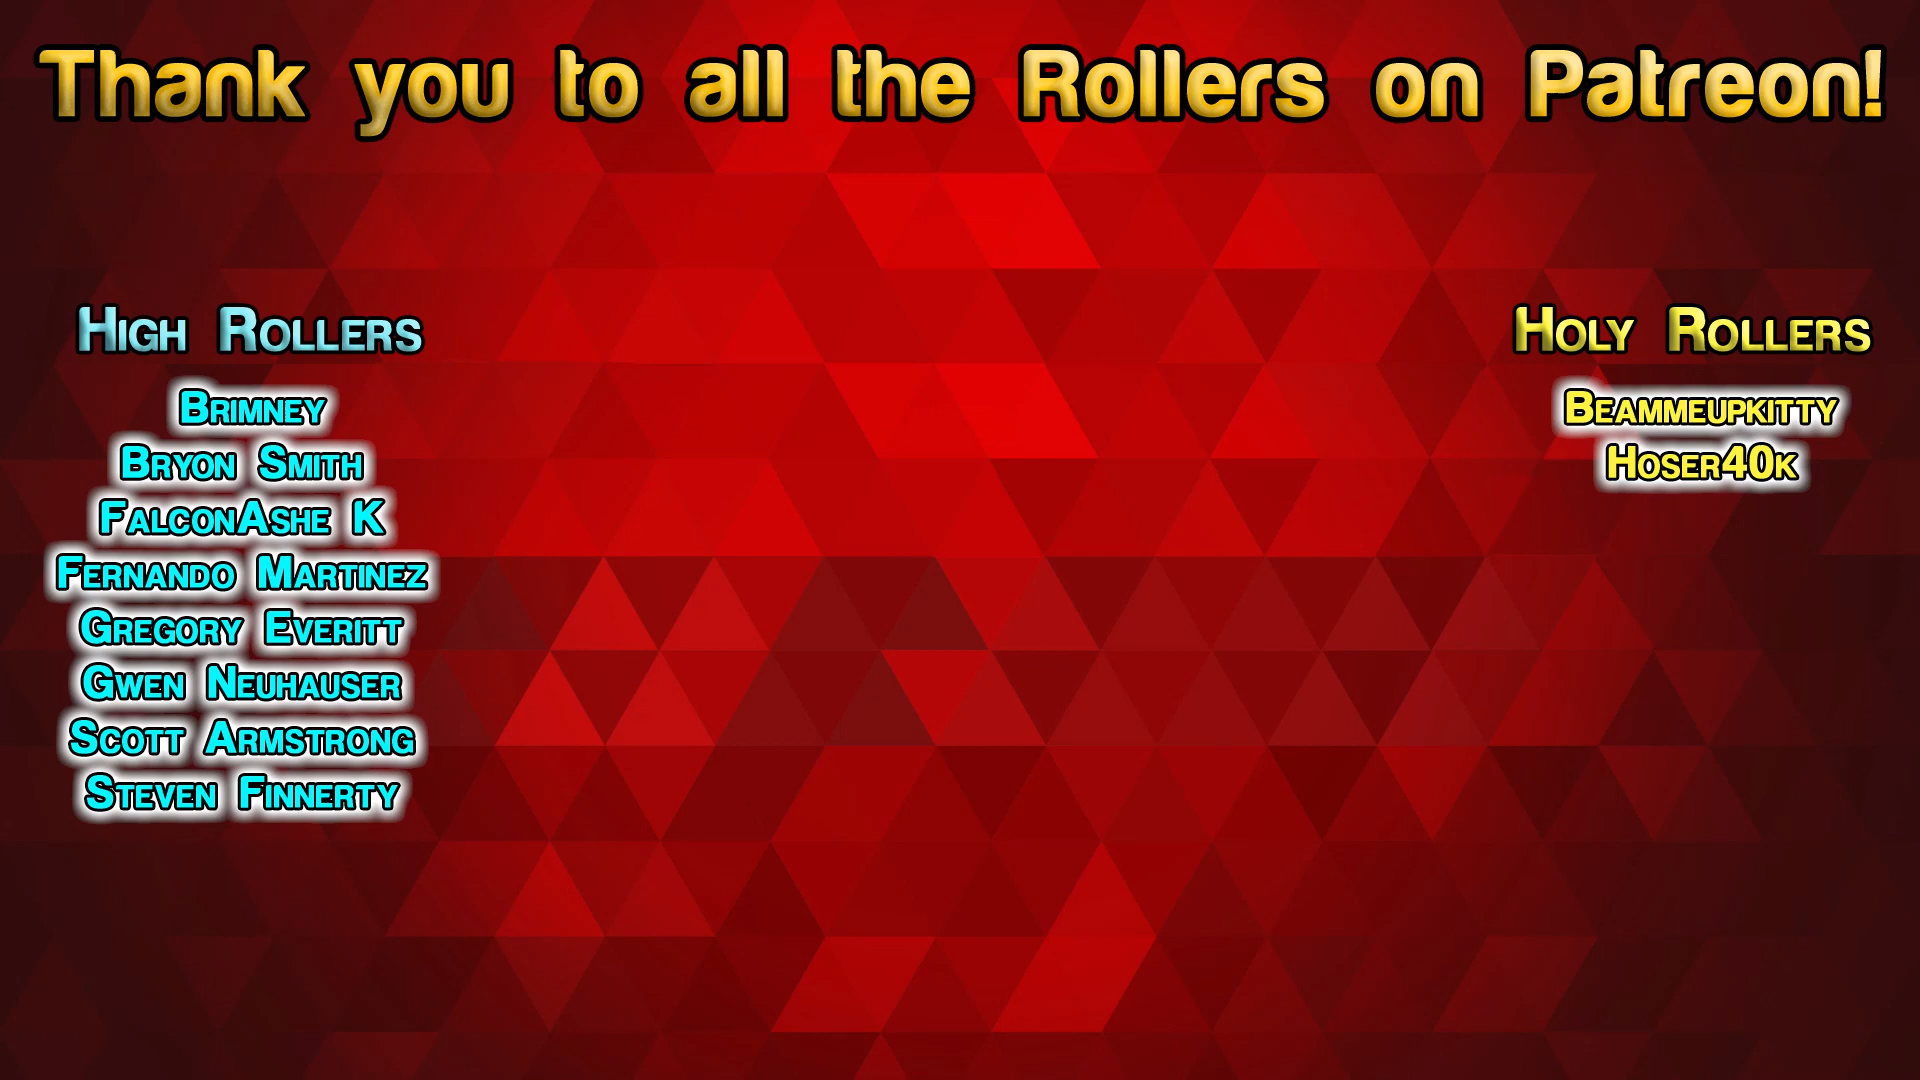 Thank you to all the Rollers on Patreon!
High Rollers
Brimney
Bryon Smith
FalconAshe K
Fernando Martinez
Gregory Everitt
Gwen Neuhauser
Scott Armstrong
Steven Finnerty
Holy Rollers
Beammeupkitty
Hoser40k